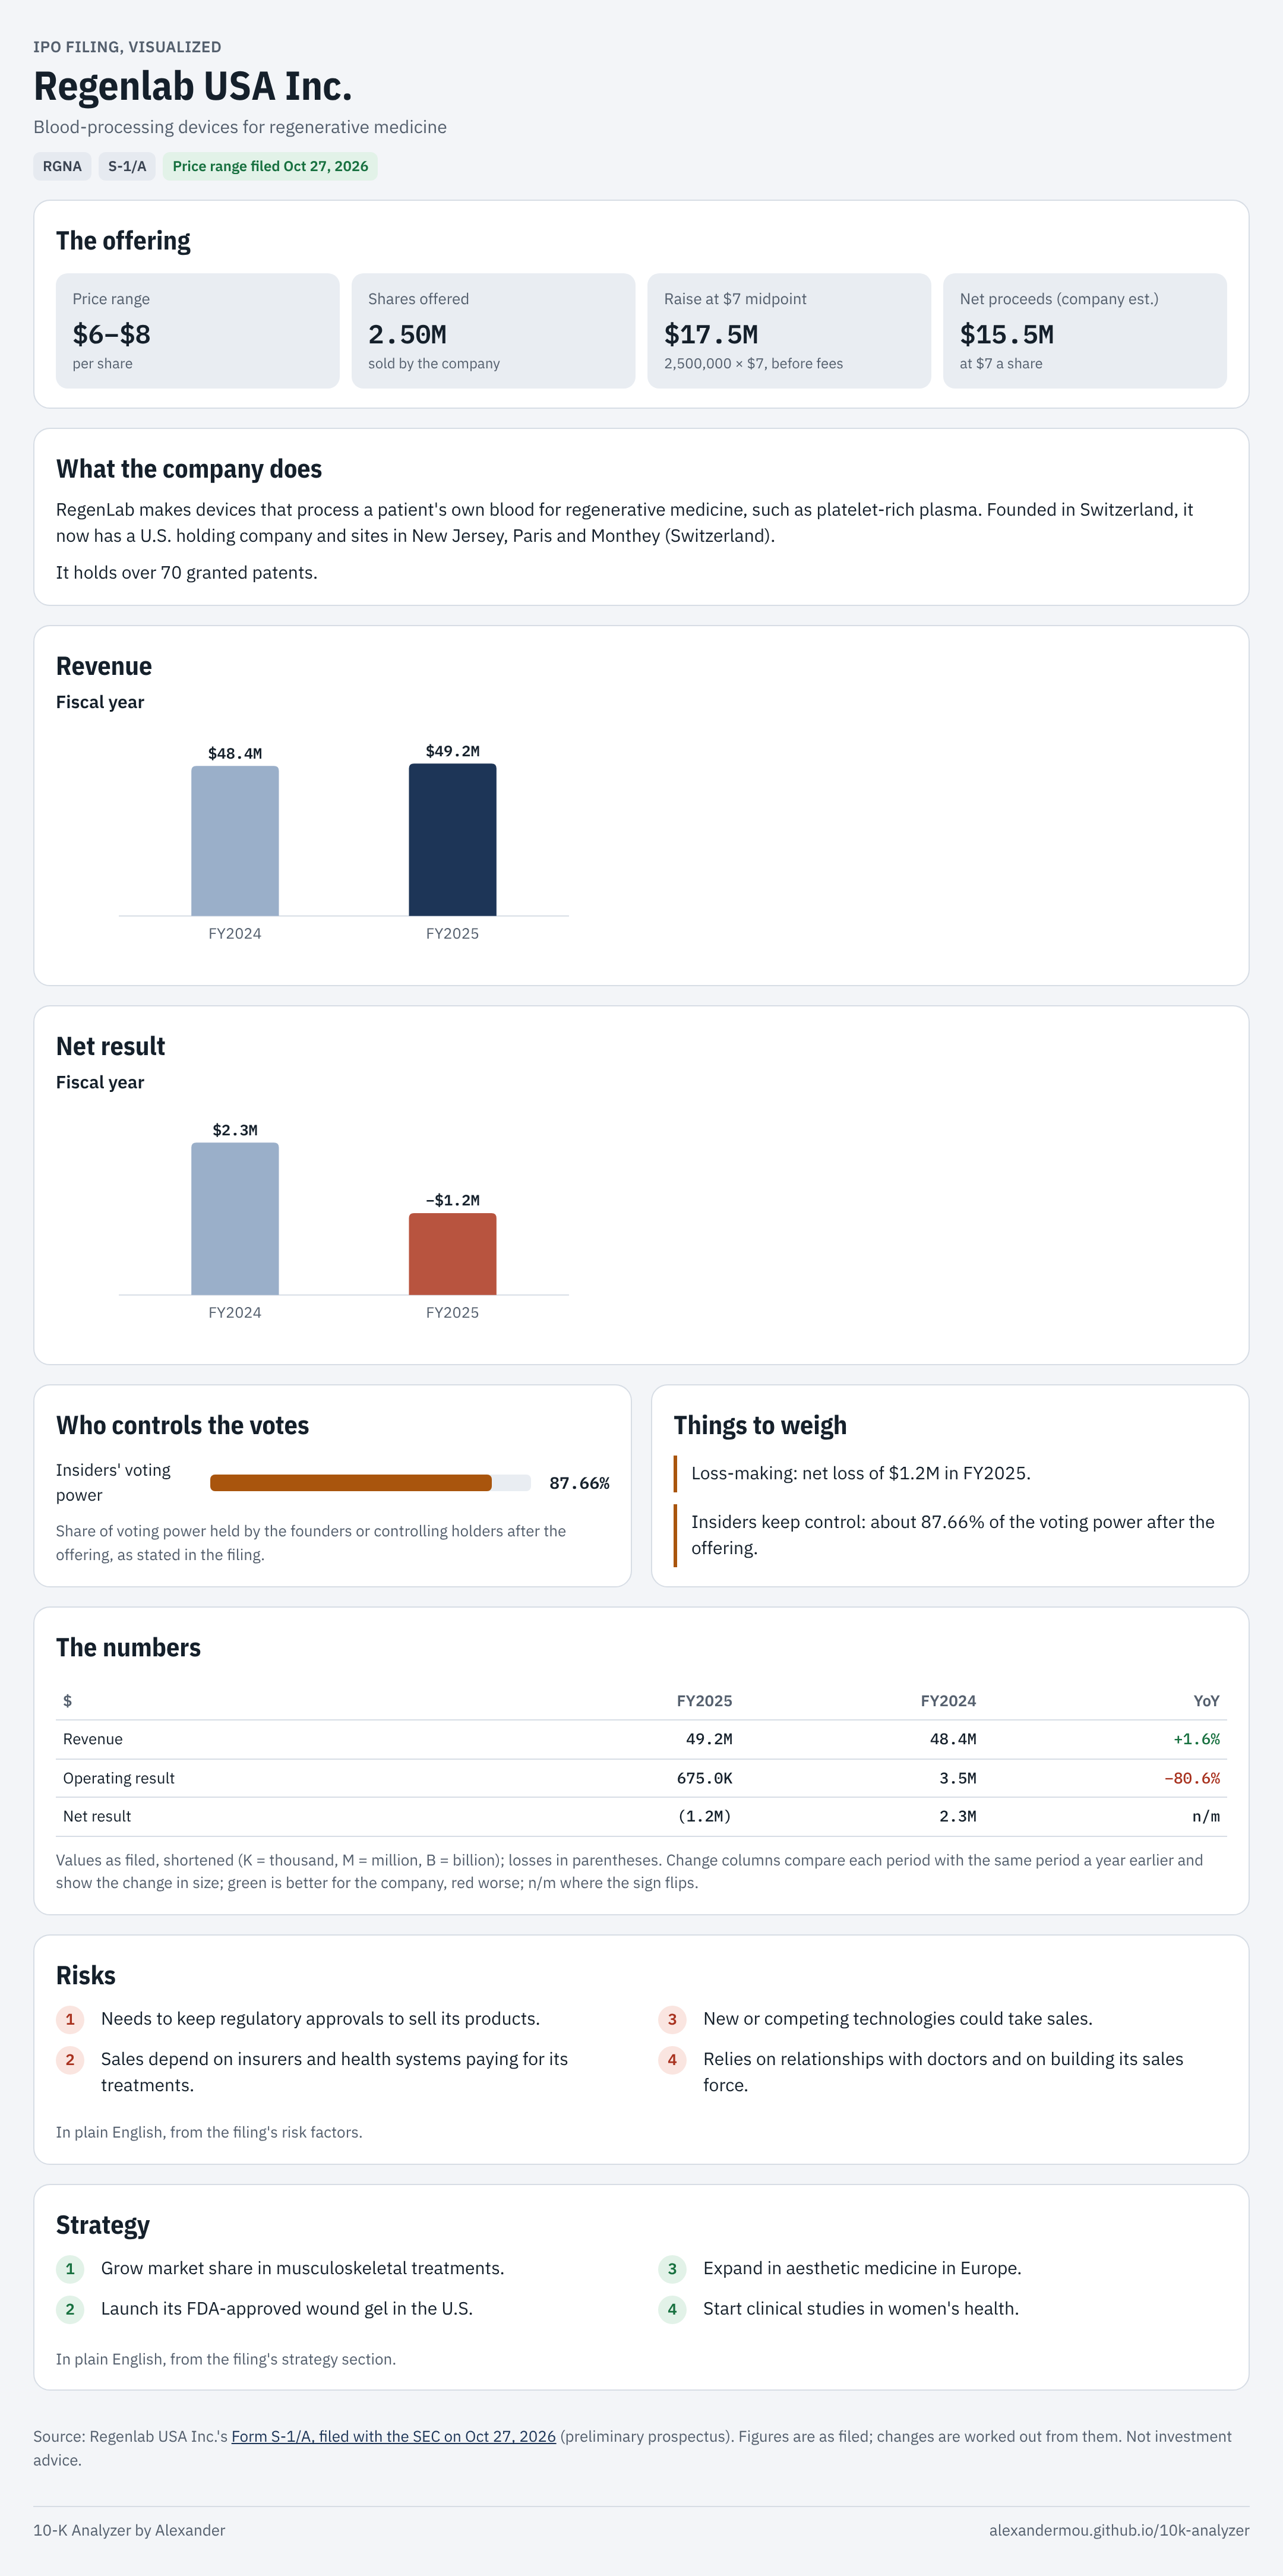 IPO FILING, VISUALIZED
Regenlab USA Inc.
Blood-processing devices for regenerative medicine
RGNA S-1/A Price range filed Oct 27, 2026
The offering
Price range
$6–$8
per share
Shares offered
2.50M
sold by the company
Raise at $7 midpoint
$17.5M
2,500,000 × $7, before fees
Net proceeds (company est.)
$15.5M
at $7 a share
What the company does
RegenLab makes devices that process a patient's own blood for regenerative medicine, such as platelet-rich plasma. Founded in Switzerland, it
now has a U.S. holding company and sites in New Jersey, Paris and Monthey (Switzerland).
It holds over 70 granted patents.
Revenue
Fiscal year
$48.4M $49.2M
FY2024 FY2025
Net result
Fiscal year
$2.3M −$1.2M
FY2024 FY2025
Who controls the votes
Insiders' voting
power
87.66%
Share of voting power held by the founders or controlling holders after the
offering, as stated in the filing.
Things to weigh
Loss-making: net loss of $1.2M in FY2025.
Insiders keep control: about 87.66% of the voting power after the
offering.
The numbers
$ FY2025 FY2024 YoY
Revenue 49.2M 48.4M +1.6%
Operating result 675.0K 3.5M −80.6%
Net result (1.2M) 2.3M n/m
Values as filed, shortened (K = thousand, M = million, B = billion); losses in parentheses. Change columns compare each period with the same period a year earlier and
show the change in size; green is better for the company, red worse; n/m where the sign flips.
Risks
1 Needs to keep regulatory approvals to sell its products.
2 Sales depend on insurers and health systems paying for its
treatments.
3 New or competing technologies could take sales.
4 Relies on relationships with doctors and on building its sales
force.
In plain English, from the filing's risk factors.
Strategy
1 Grow market share in musculoskeletal treatments.
2 Launch its FDA-approved wound gel in the U.S.
3 Expand in aesthetic medicine in Europe.
4 Start clinical studies in women's health.
In plain English, from the filing's strategy section.
Source: Regenlab USA Inc.'s Form S-1/A, filed with the SEC on Oct 27, 2026 (preliminary prospectus). Figures are as filed; changes are worked out from them. Not investment
advice.
10-K Analyzer by Alexander
alexandermou.github.io/10k-analyzer